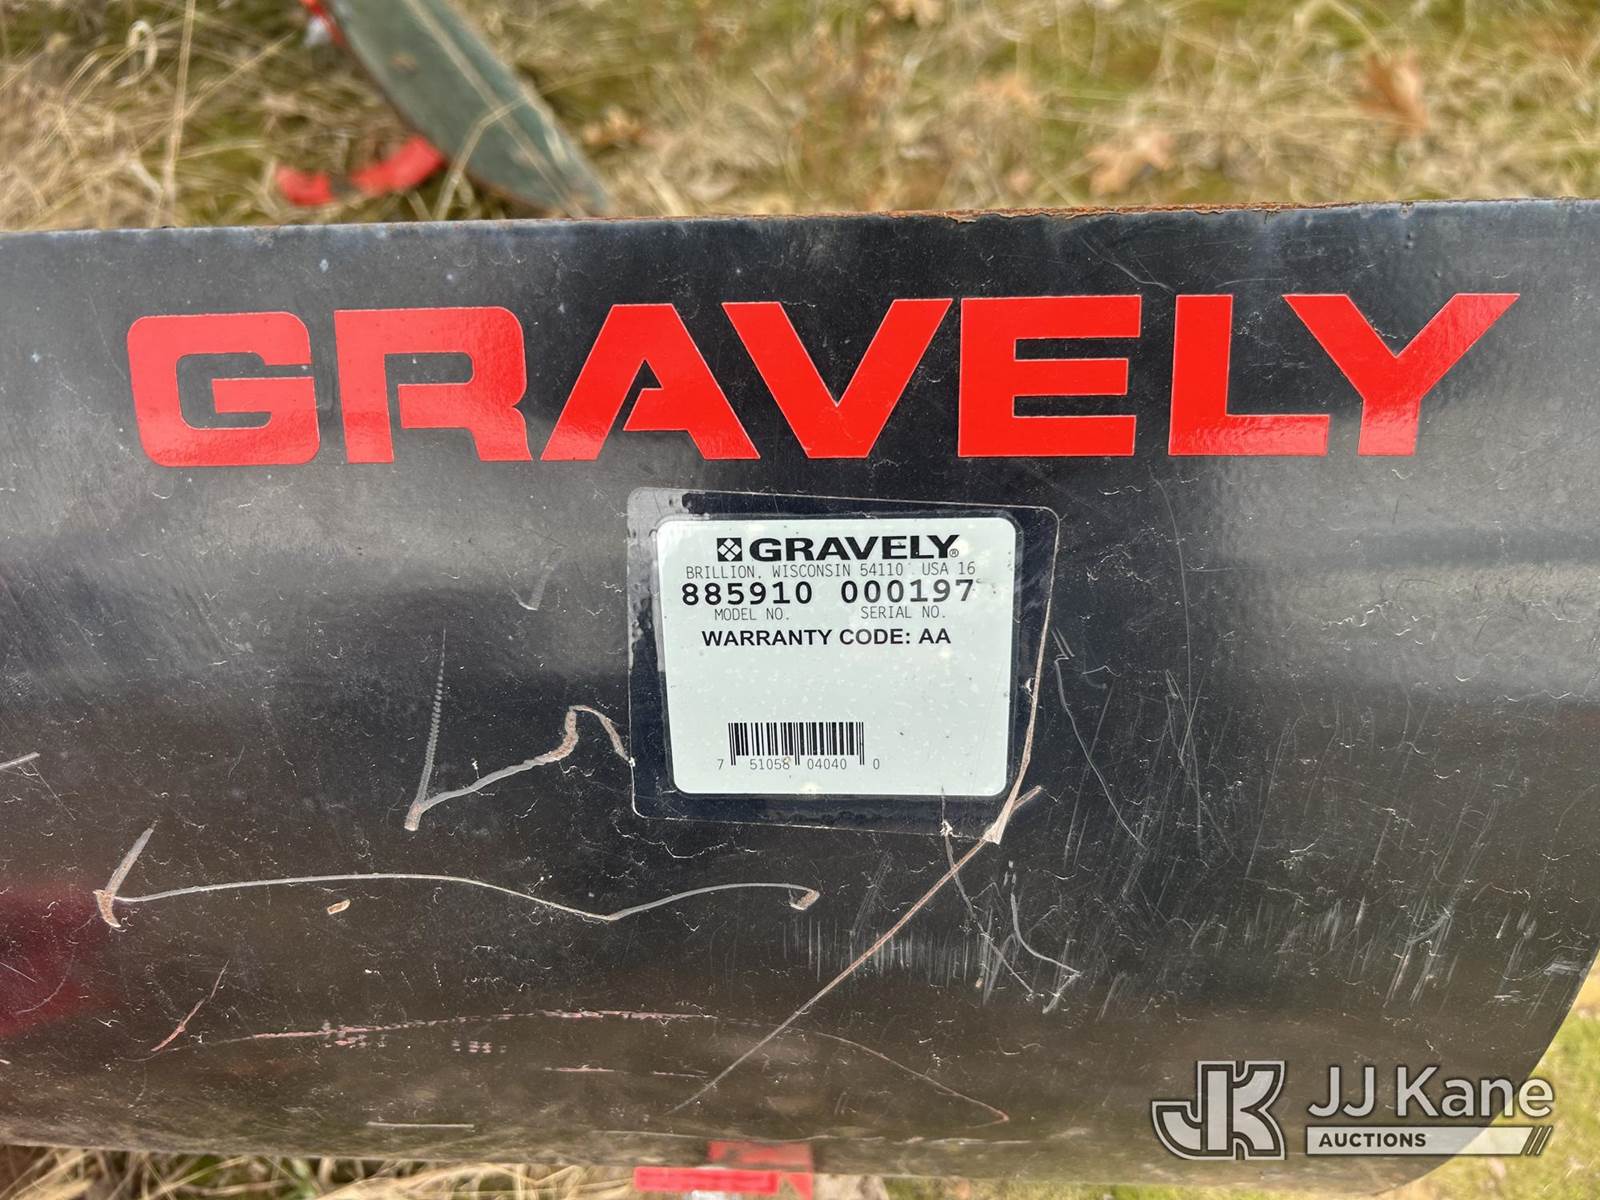 GRAVELY
GRAVELY®
BRILLION, WISCONSIN 54110 USA 16
885910 000197
MODEL NO. SERIAL NO.
WARRANTY CODE: AA
7 51058 04040 0
JK JJ Kane
AUCTIONS